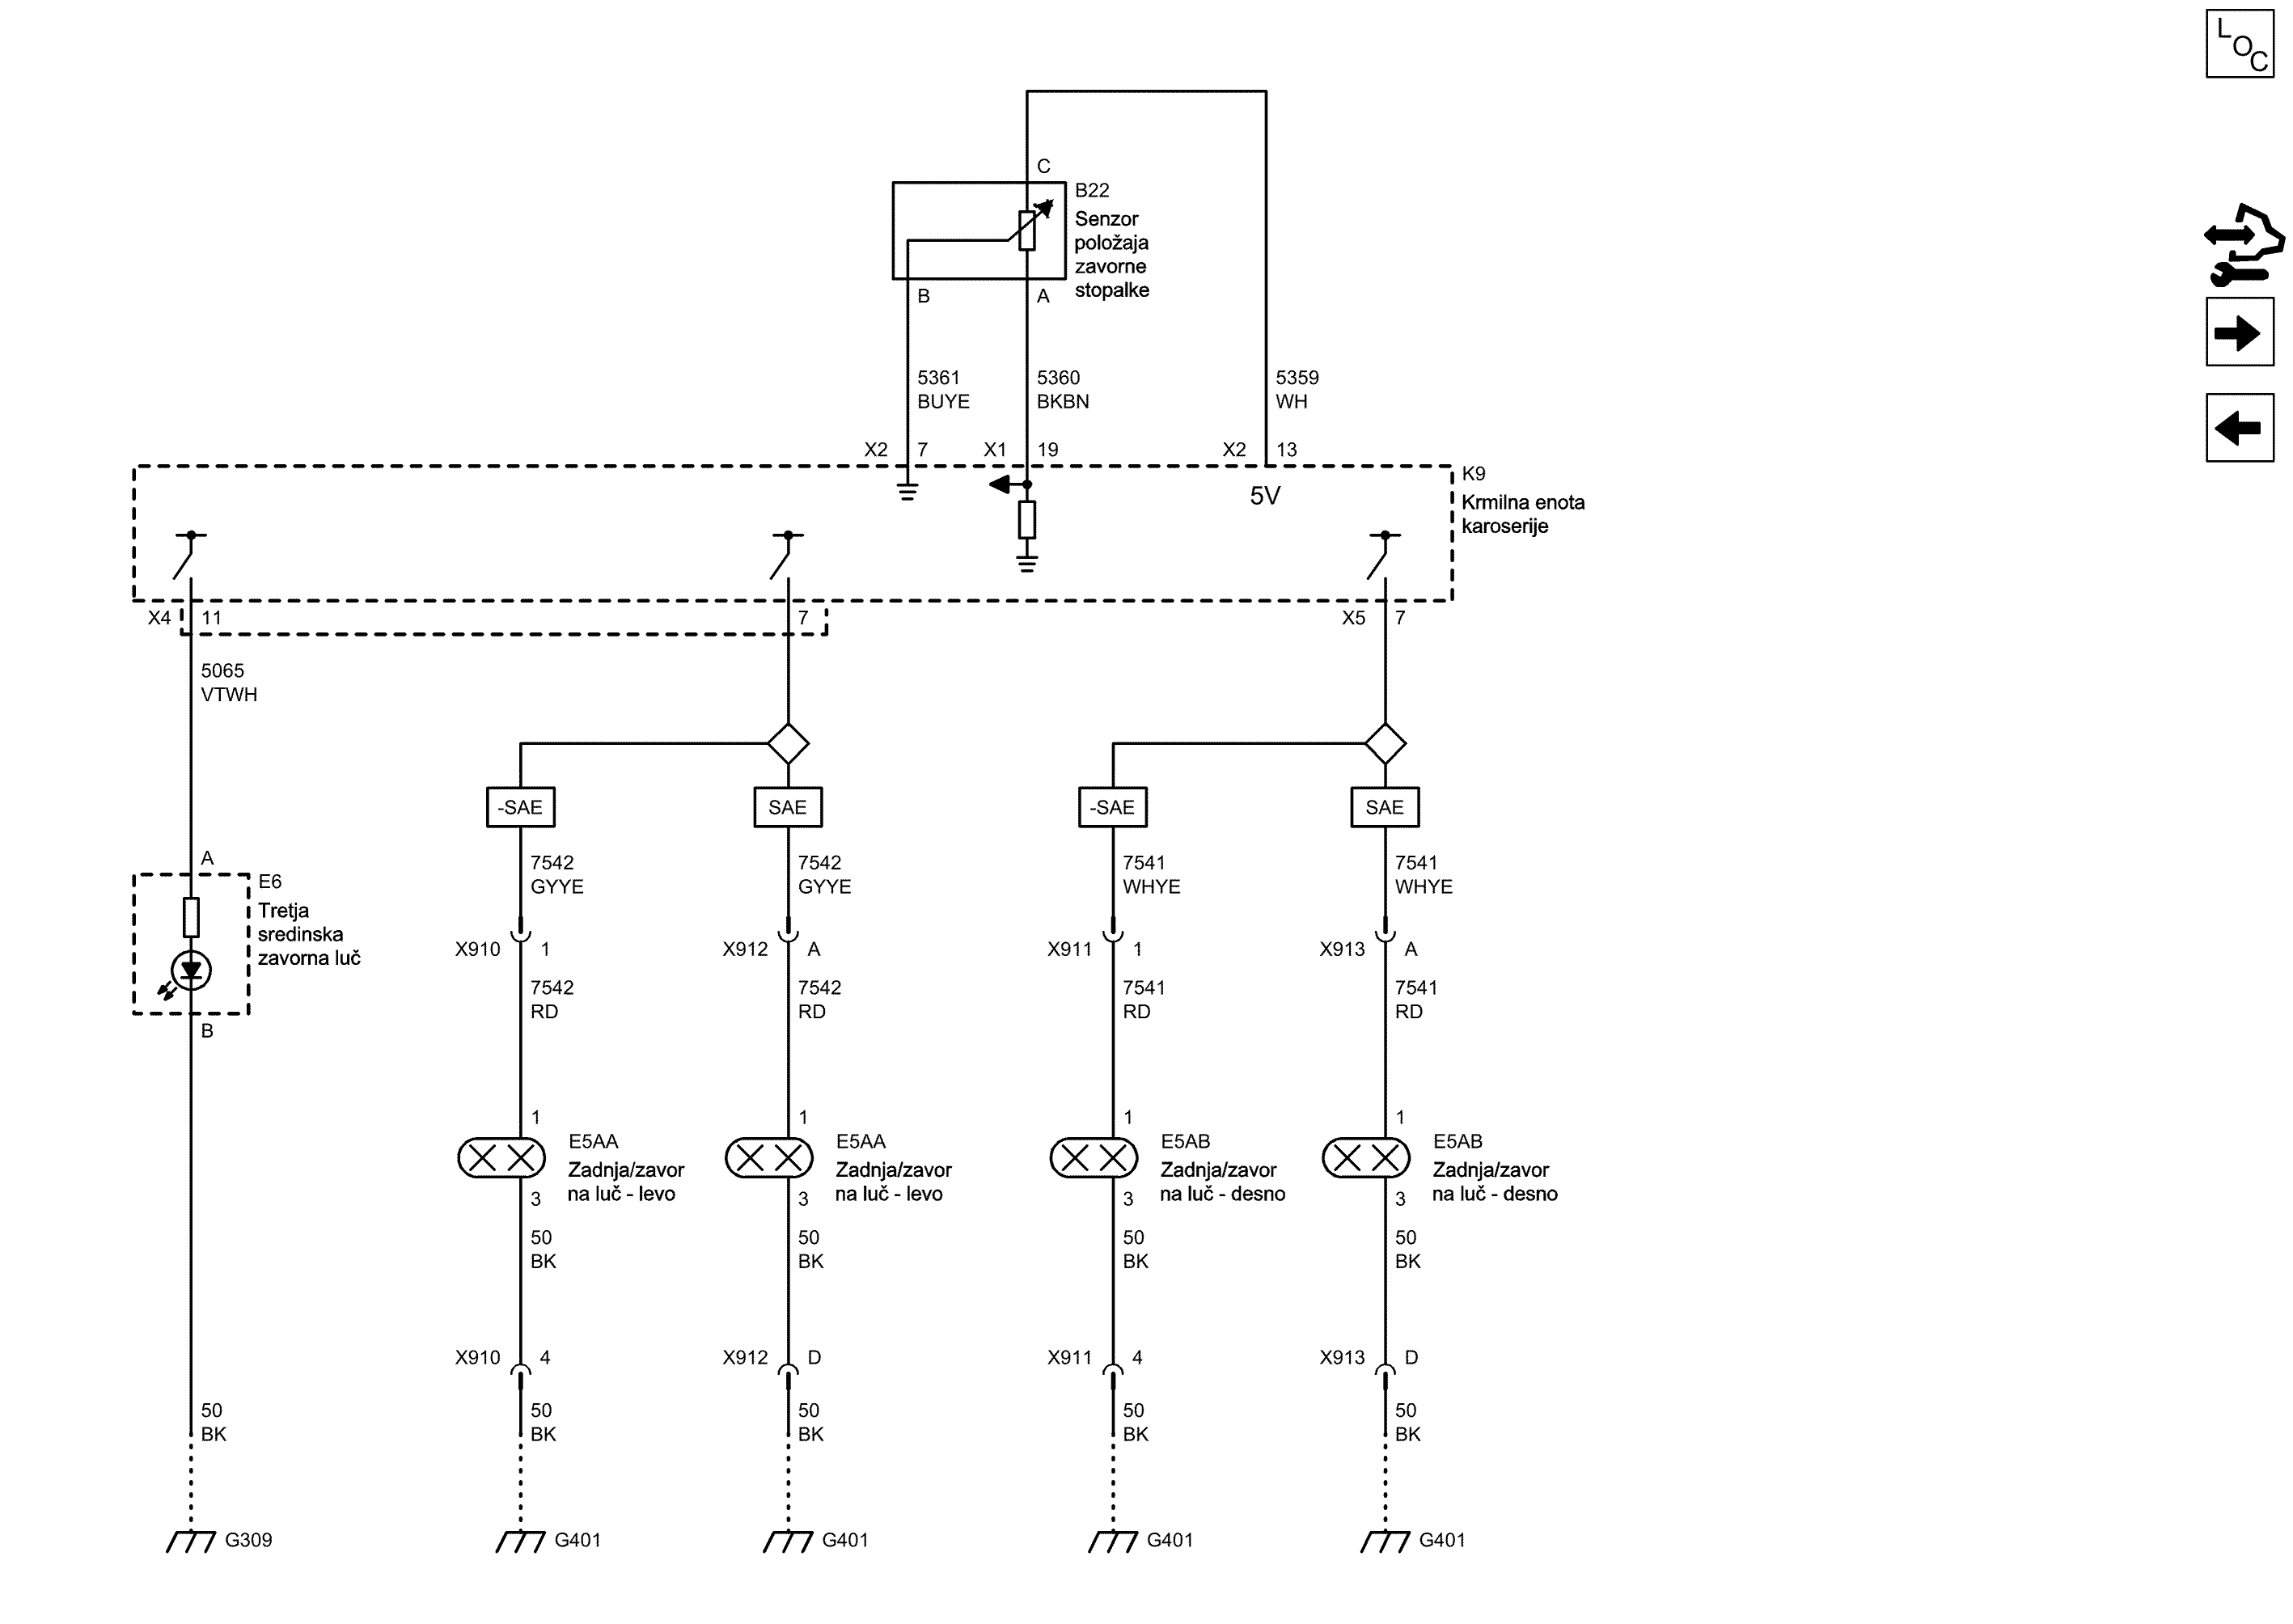 LOC
C
B22
Senzor
položaja
zavorne
stopalke
B
A
5361
BUYE
5360
BKBN
5359
WH
X2 7
X1 19
X2 13
K9
Krmilna enota
karoserije
5V
X4 11
7
X5 7
5065
VTWH
-SAE
SAE
-SAE
SAE
A
E6
Tretja
sredinska
zavorna luč
B
7542
GYYE
7542
GYYE
7541
WHYE
7541
WHYE
X910 1
X912 A
X911 1
X913 A
7542
RD
7542
RD
7541
RD
7541
RD
1
E5AA
Zadnja/zavor
na luč - levo
3
1
E5AA
Zadnja/zavor
na luč - levo
3
1
E5AB
Zadnja/zavor
na luč - desno
3
1
E5AB
Zadnja/zavor
na luč - desno
3
50
BK
50
BK
50
BK
50
BK
X910 4
X912 D
X911 4
X913 D
50
BK
50
BK
50
BK
50
BK
50
BK
G309
G401
G401
G401
G401